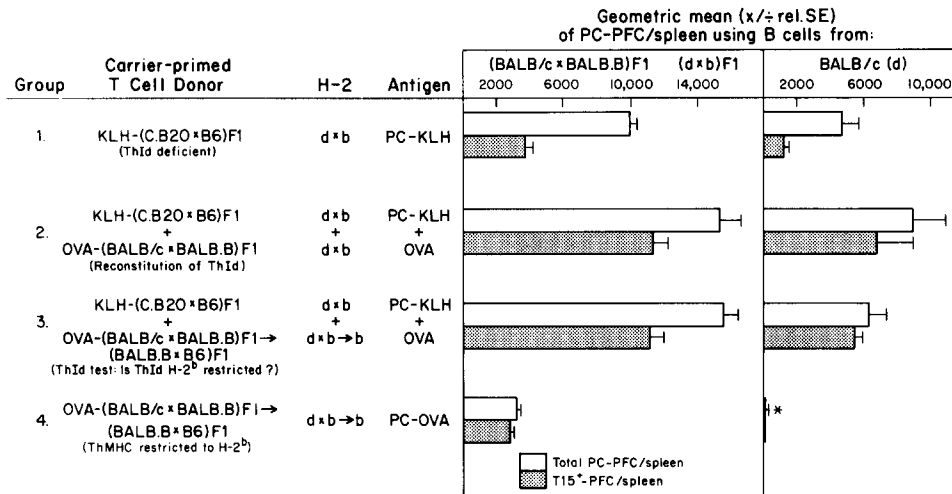 Geometric mean (x/÷ rel.SE)
of PC-PFC/spleen using B cells from:
Group
Carrier-primed
T Cell Donor
H-2
Antigen
(BALB/c × BALB.B)F1 (d×b)F1
2000 6000 10,000 14,000
BALB/c (d)
2000 6000 10,000
1.
KLH-(C.B20 × B6)F1
(ThId deficient)
d×b
PC-KLH
2.
KLH-(C.B20 × B6)F1
+
OVA-(BALB/c × BALB.B)F1
(Reconstitution of ThId)
d×b
+
d×b
PC-KLH
+
OVA
3.
KLH-(C.B20 × B6)F1
+
OVA-(BALB/c × BALB.B)F1→
(BALB.B × B6)F1
(ThId test: Is ThId H-2ᵇ restricted ?)
d×b
+
d×b→b
PC-KLH
+
OVA
4.
OVA-(BALB/c × BALB.B)F1→
(BALB.B × B6)F1
(ThMHC restricted to H-2ᵇ)
d×b→b
PC-OVA
*
Total PC-PFC/spleen
T15⁺-PFC/spleen